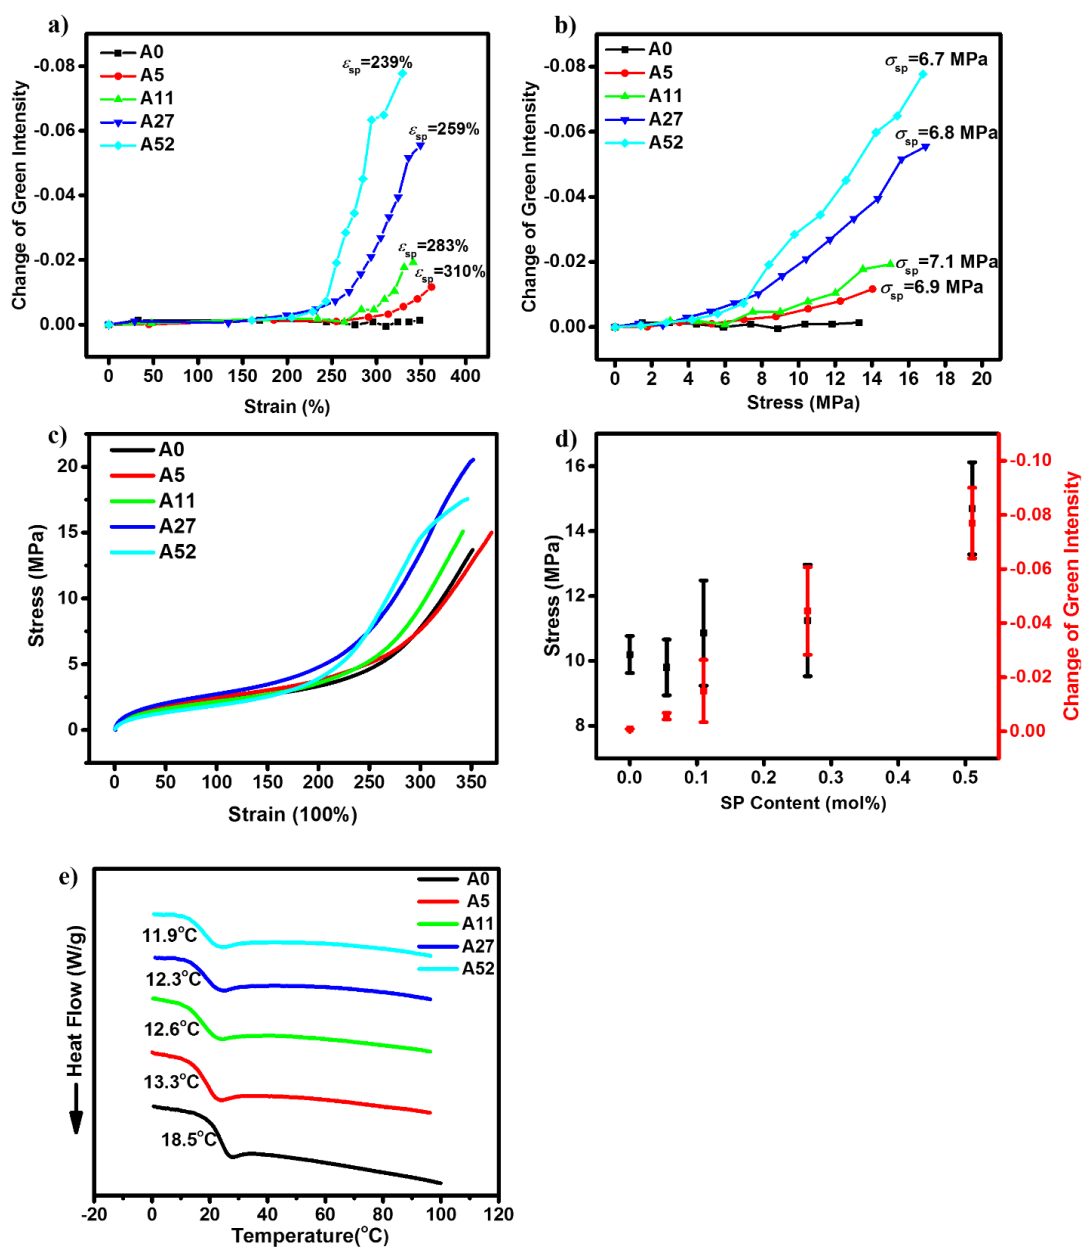 a)
A0
A5
A11
A27
A52
εsp=239%
εsp=259%
εsp=283%
εsp=310%
-0.08
-0.06
-0.04
-0.02
0.00
Change of Green Intensity
0 50 100 150 200 250 300 350 400
Strain (%)
b)
A0
A5
A11
A27
A52
σsp=6.7 MPa
σsp=6.8 MPa
σsp=7.1 MPa
σsp=6.9 MPa
-0.08
-0.06
-0.04
-0.02
0.00
Change of Green Intensity
0 2 4 6 8 10 12 14 16 18 20
Stress (MPa)
c)
A0
A5
A11
A27
A52
20
15
10
5
0
Stress (MPa)
0 50 100 150 200 250 300 350
Strain (100%)
d)
16
14
12
10
8
Stress (MPa)
-0.10
-0.08
-0.06
-0.04
-0.02
0.00
Change of Green Intensity
0.0 0.1 0.2 0.3 0.4 0.5
SP Content (mol%)
e)
A0
A5
A11
A27
A52
11.9°C
12.3°C
12.6°C
13.3°C
18.5°C
Heat Flow (W/g)
-20 0 20 40 60 80 100 120
Temperature(°C)